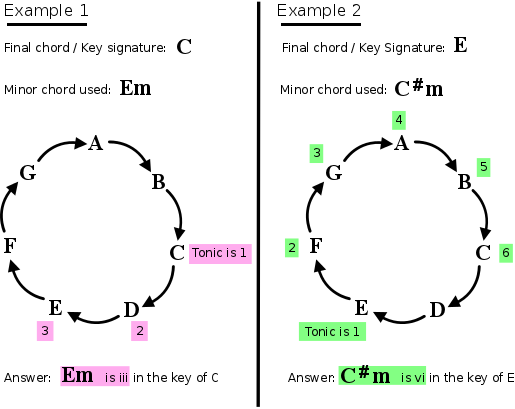 Example 1
Final chord / Key signature: C
Minor chord used: Em
A
B
C Tonic is 1
D
2
E
3
F
G
Answer: Em is iii in the key of C
Example 2
Final chord / Key Signature: E
Minor chord used: C#m
4
A
5
B
C 6
D
E
Tonic is 1
2 F
3
G
Answer: C#m is vi in the key of E